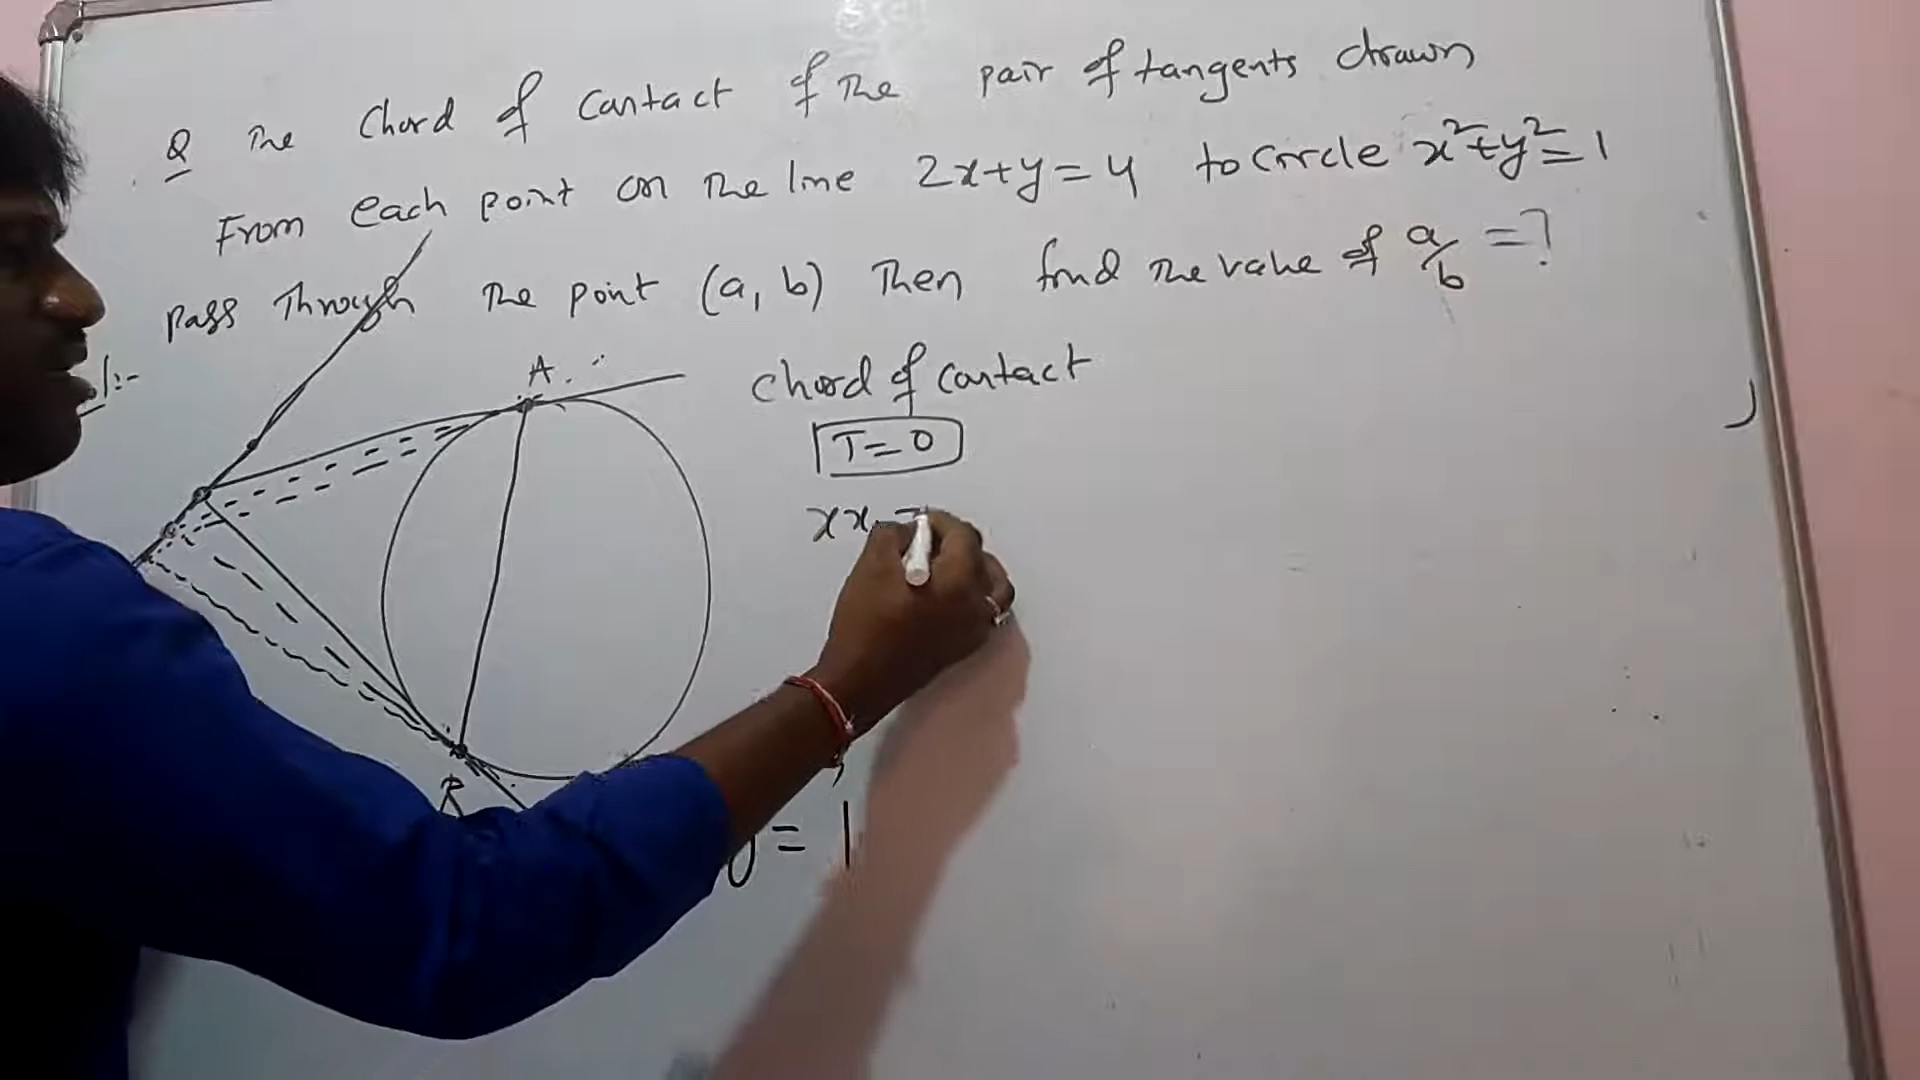 Q The Chord of Contact of The pair of tangents drawn
From each point on The line 2x+y=4 to Circle x²+y²=1
pass Through The point (a, b) Then find The value of a/b =?
A.
Chord of Contact
T=0
xx
B
= 1